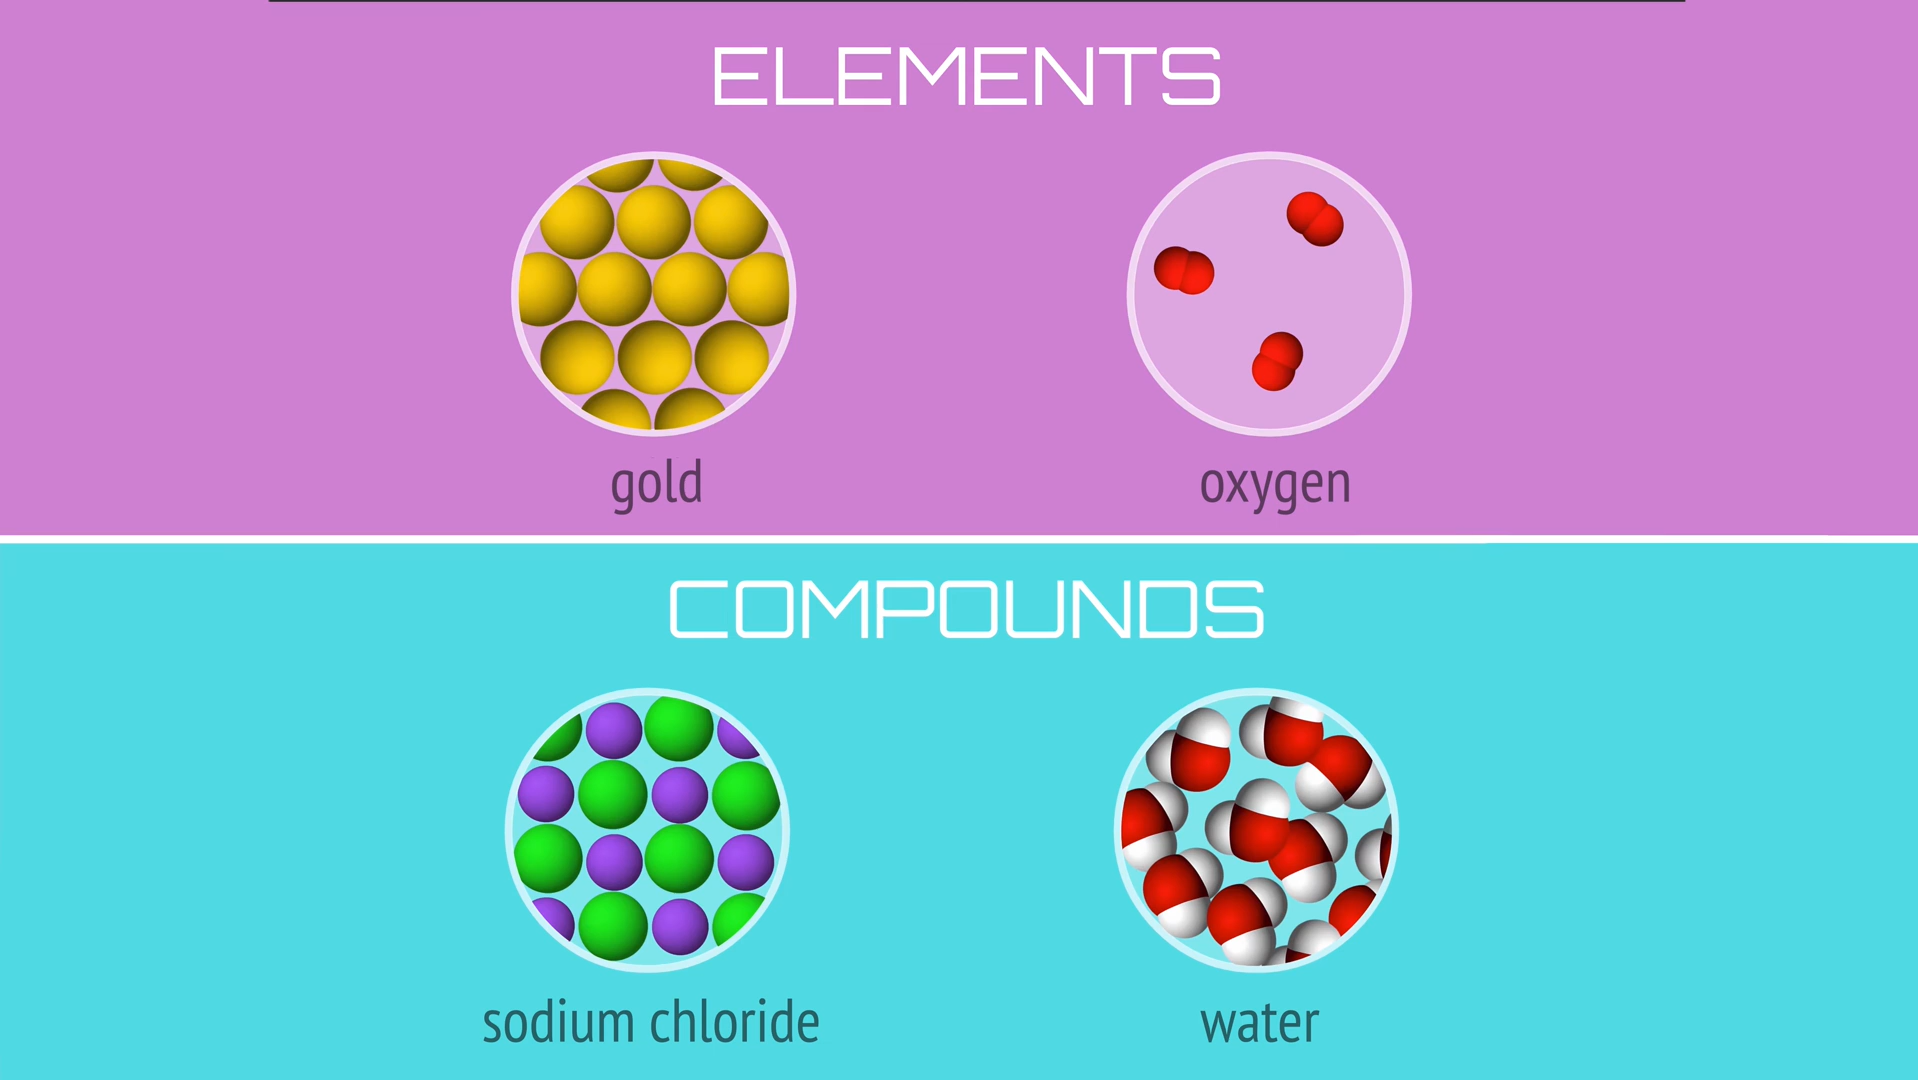 ELEMENTS
gold
oxygen
COMPOUNDS
sodium chloride
water